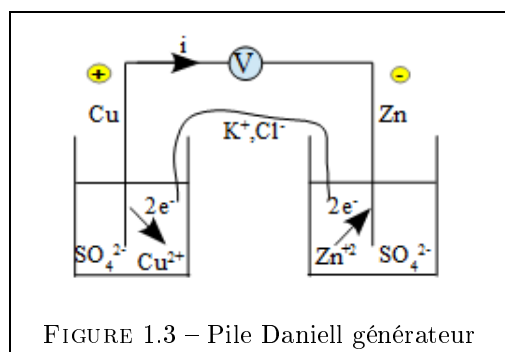 i
+ V -
Cu Zn
K⁺,Cl⁻
2e⁻ 2e⁻
SO₄²⁻ Cu²⁺ Zn⁺² SO₄²⁻
FIGURE 1.3 – Pile Daniell générateur